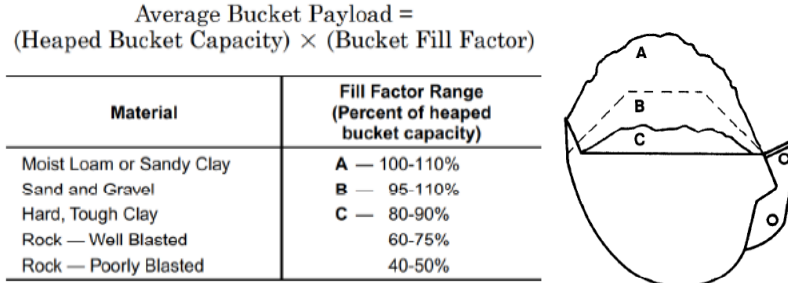 Average Bucket Payload =
(Heaped Bucket Capacity) × (Bucket Fill Factor)
Material
Fill Factor Range
(Percent of heaped
bucket capacity)
Moist Loam or Sandy Clay A — 100-110%
Sand and Gravel B — 95-110%
Hard, Tough Clay C — 80-90%
Rock — Well Blasted 60-75%
Rock — Poorly Blasted 40-50%
A
B
C